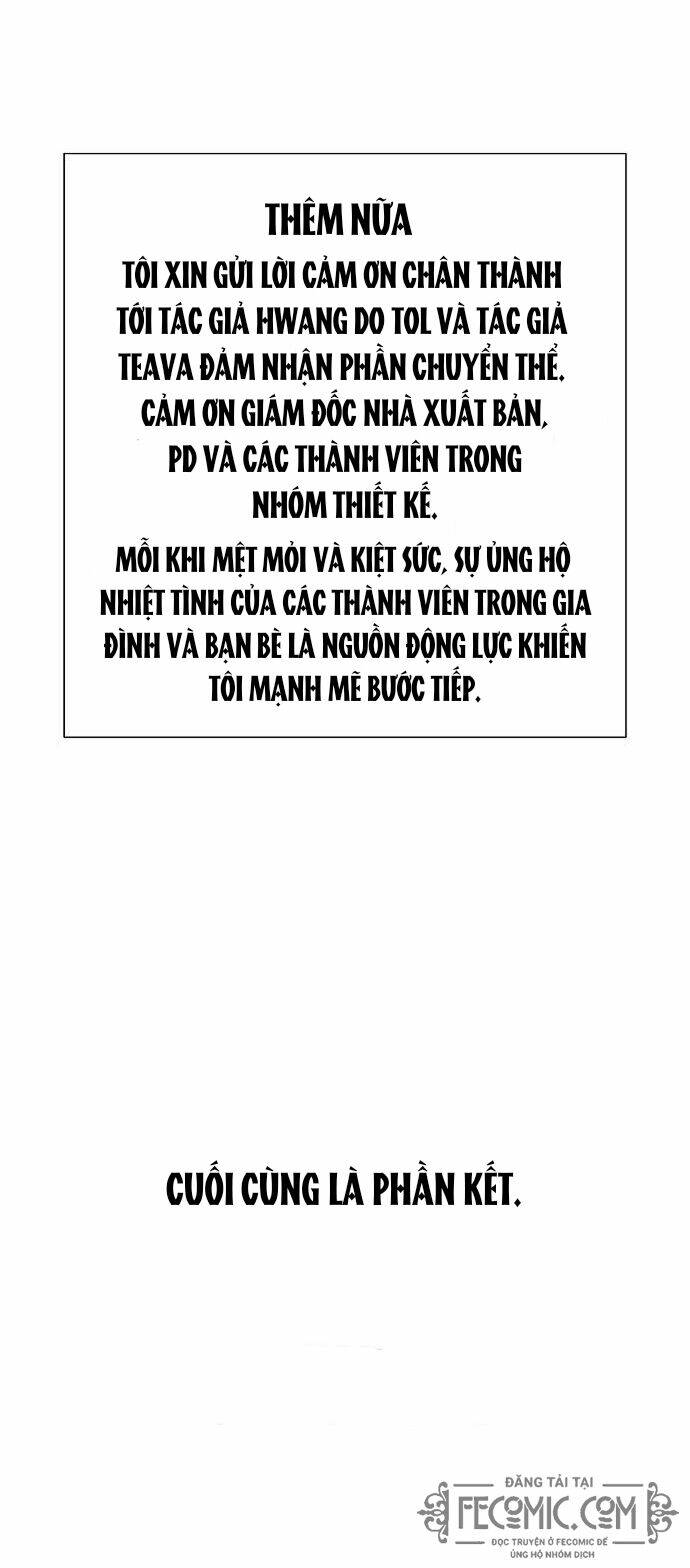 THÊM NỮA
TÔI XIN GỬI LỜI CẢM ƠN CHÂN THÀNH
TỚI TÁC GIẢ HWANG DO TOL VÀ TÁC GIẢ
TEAVA ĐẢM NHẬN PHẦN CHUYỂN THỂ.
CẢM ƠN GIÁM ĐỐC NHÀ XUẤT BẢN,
PD VÀ CÁC THÀNH VIÊN TRONG
NHÓM THIẾT KẾ.
MỖI KHI MỆT MỎI VÀ KIỆT SỨC, SỰ ỦNG HỘ
NHIỆT TÌNH CỦA CÁC THÀNH VIÊN TRONG GIA
ĐÌNH VÀ BẠN BÈ LÀ NGUỒN ĐỘNG LỰC KHIẾN
TÔI MẠNH MẼ BƯỚC TIẾP.
CUỐI CÙNG LÀ PHẦN KẾT.
ĐĂNG TẢI TẠI
FECOMIC.COM
ĐỌC TRUYỆN Ở FECOMIC ĐỂ
ỦNG HỘ NHÓM DỊCH